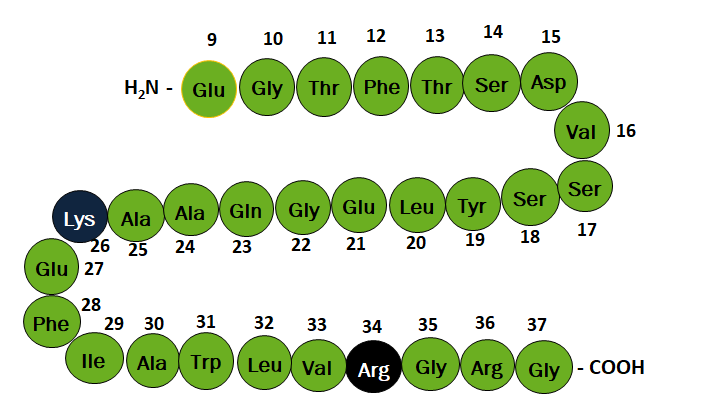 9 10 11 12 13 14 15
H₂N - Glu Gly Thr Phe Thr Ser Asp
Val 16
Lys Ala Ala Gln Gly Glu Leu Tyr Ser Ser
26 25 24 23 22 21 20 19 18 17
Glu 27
Phe 28
29 30 31 32 33 34 35 36 37
Ile Ala Trp Leu Val Arg Gly Arg Gly - COOH